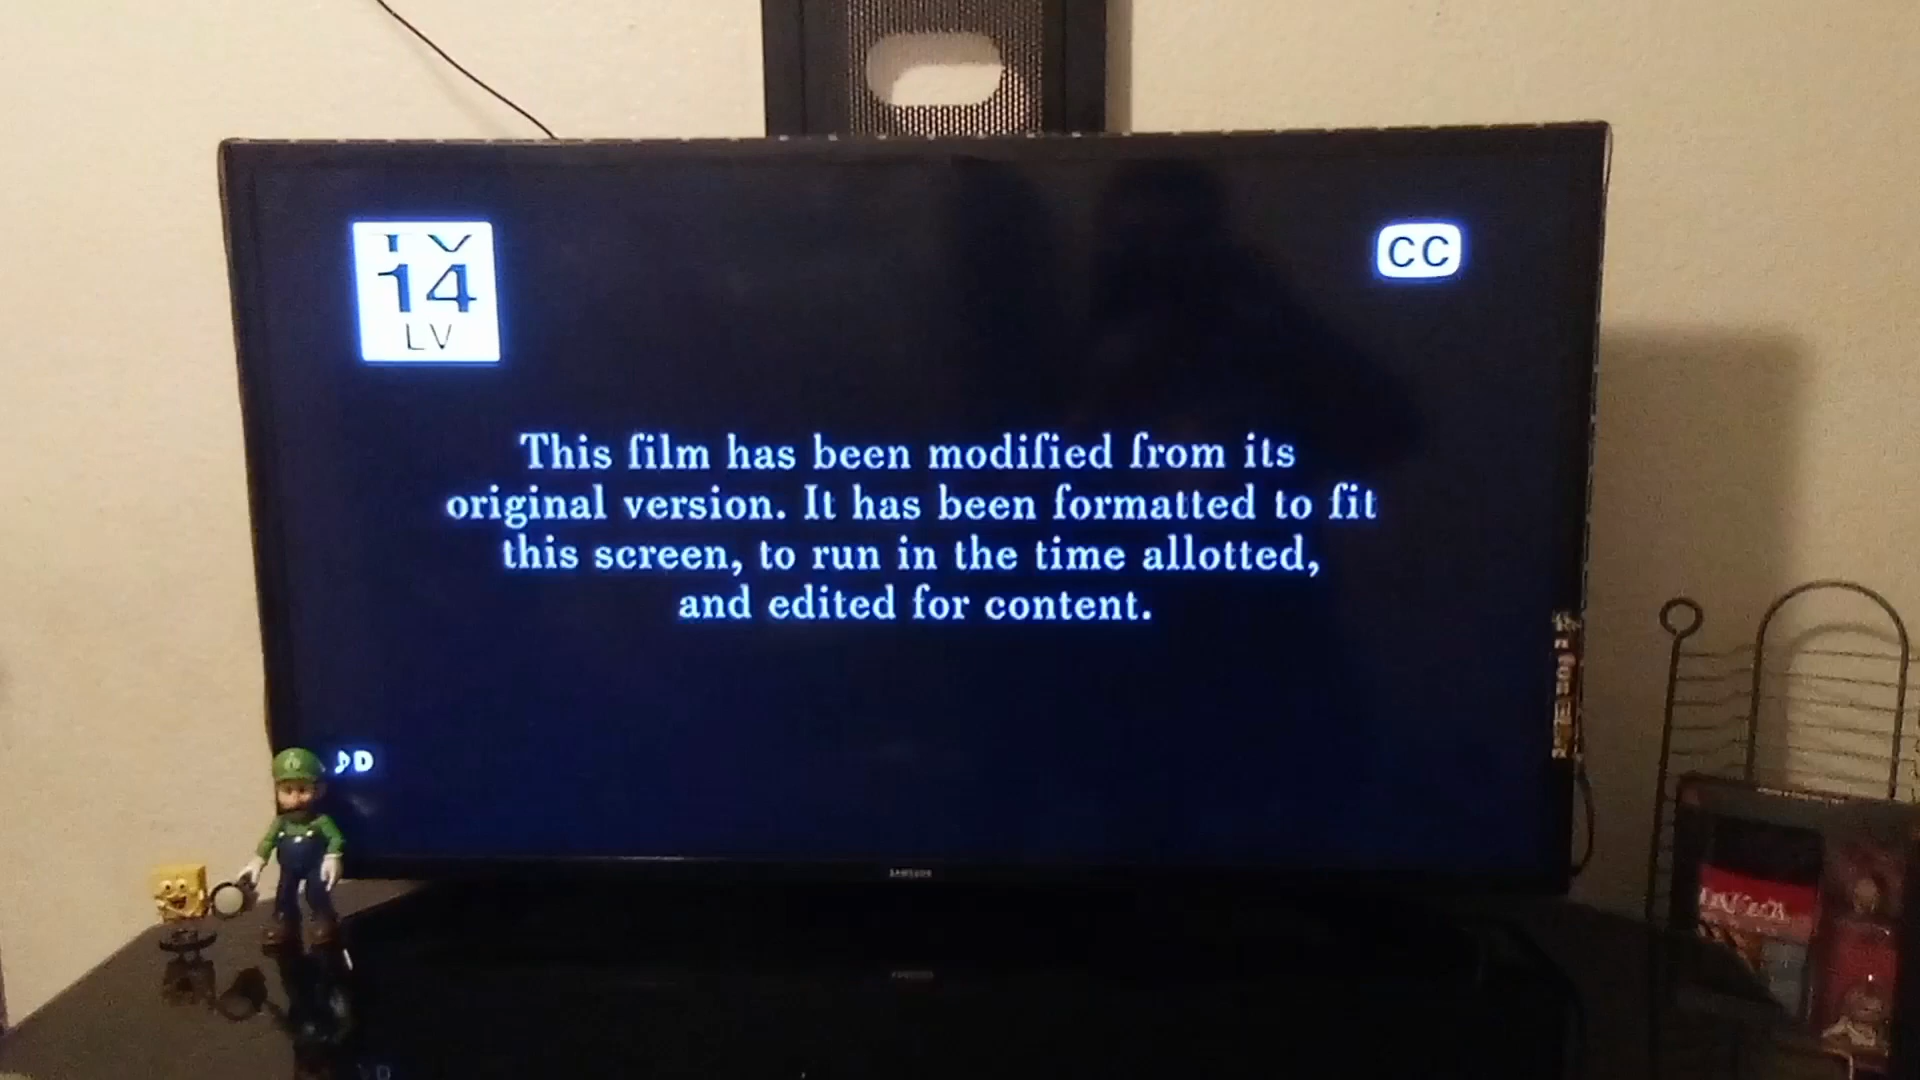 TV
14
LV
CC
This film has been modified from its
original version. It has been formatted to fit
this screen, to run in the time allotted,
and edited for content.
♪D
SAMSUNG